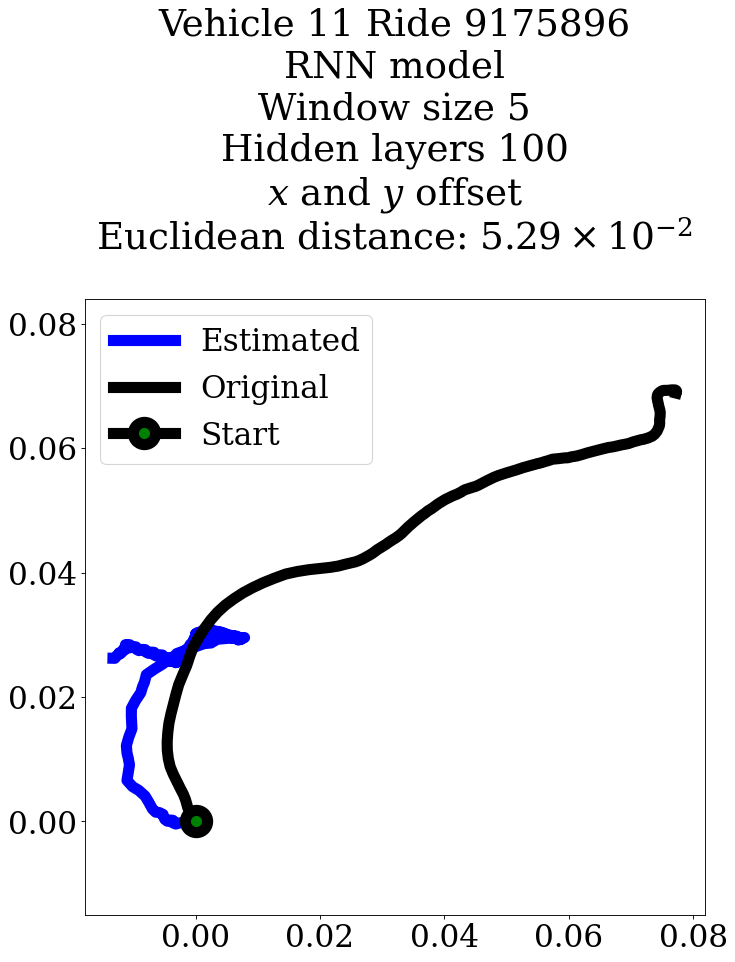 Vehicle 11 Ride 9175896
RNN model
Window size 5
Hidden layers 100
x and y offset
Euclidean distance: 5.29 × 10⁻²
Estimated
Original
Start
0.08
0.06
0.04
0.02
0.00
0.00 0.02 0.04 0.06 0.08